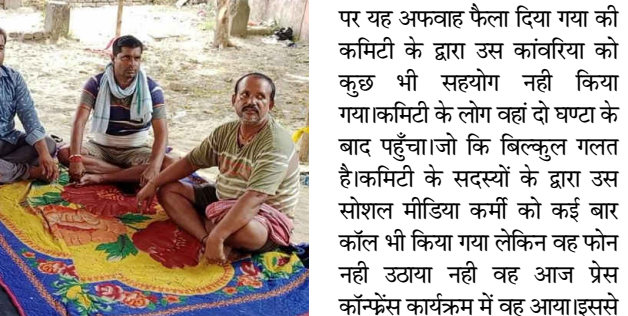 पर यह अफवाह फैला दिया गया की
कमिटी के द्वारा उस कांवरिया को
कुछ भी सहयोग नही किया
गया।कमिटी के लोग वहां दो घण्टा के
बाद पहुँचा।जो कि बिल्कुल गलत
है।कमिटी के सदस्यों के द्वारा उस
सोशल मीडिया कर्मी को कई बार
कॉल भी किया गया लेकिन वह फोन
नही उठाया नही वह आज प्रेस
कॉन्फ्रेंस कार्यक्रम में वह आया।इससे